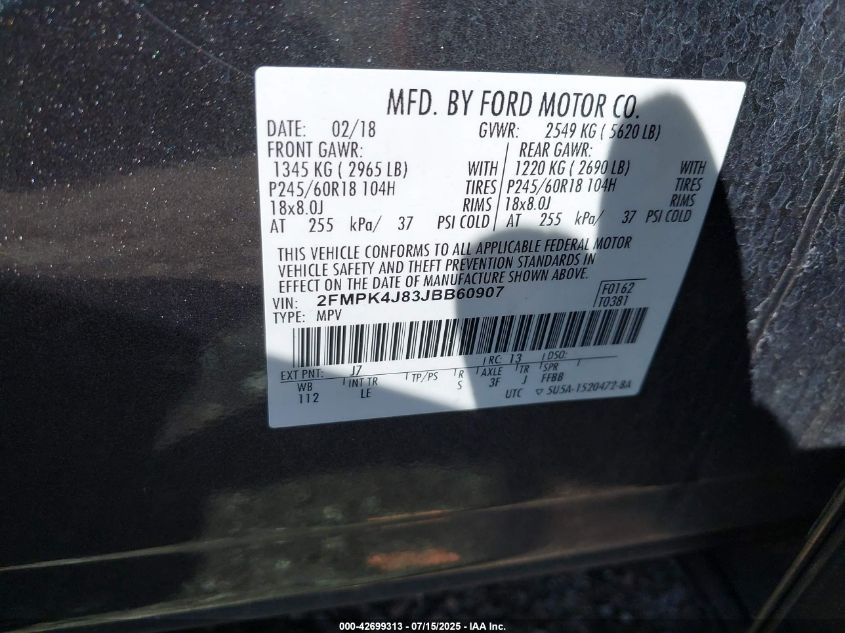 MFD. BY FORD MOTOR CO.
DATE: 02/18 GVWR: 2549 KG ( 5620 LB)
FRONT GAWR: REAR GAWR:
1345 KG ( 2965 LB) WITH 1220 KG ( 2690 LB) WITH
P245/60R18 104H TIRES P245/60R18 104H TIRES
18x8.0J RIMS 18x8.0J RIMS
AT 255 kPa/ 37 PSI COLD AT 255 kPa/ 37 PSI COLD
THIS VEHICLE CONFORMS TO ALL APPLICABLE FEDERAL MOTOR
VEHICLE SAFETY AND THEFT PREVENTION STANDARDS IN
EFFECT ON THE DATE OF MANUFACTURE SHOWN ABOVE.
VIN: 2FMPK4J83JBB60907 F0162
TYPE: MPV T0381
EXT PNT: J7 RC: 13 DSO:
WB INT TR TP/PS R AXLE TR SPR
112 LE S 3F J FFBB
UTC ▽ 5U5A-1520472-BA
000-42699313 - 07/15/2025 - IAA Inc.